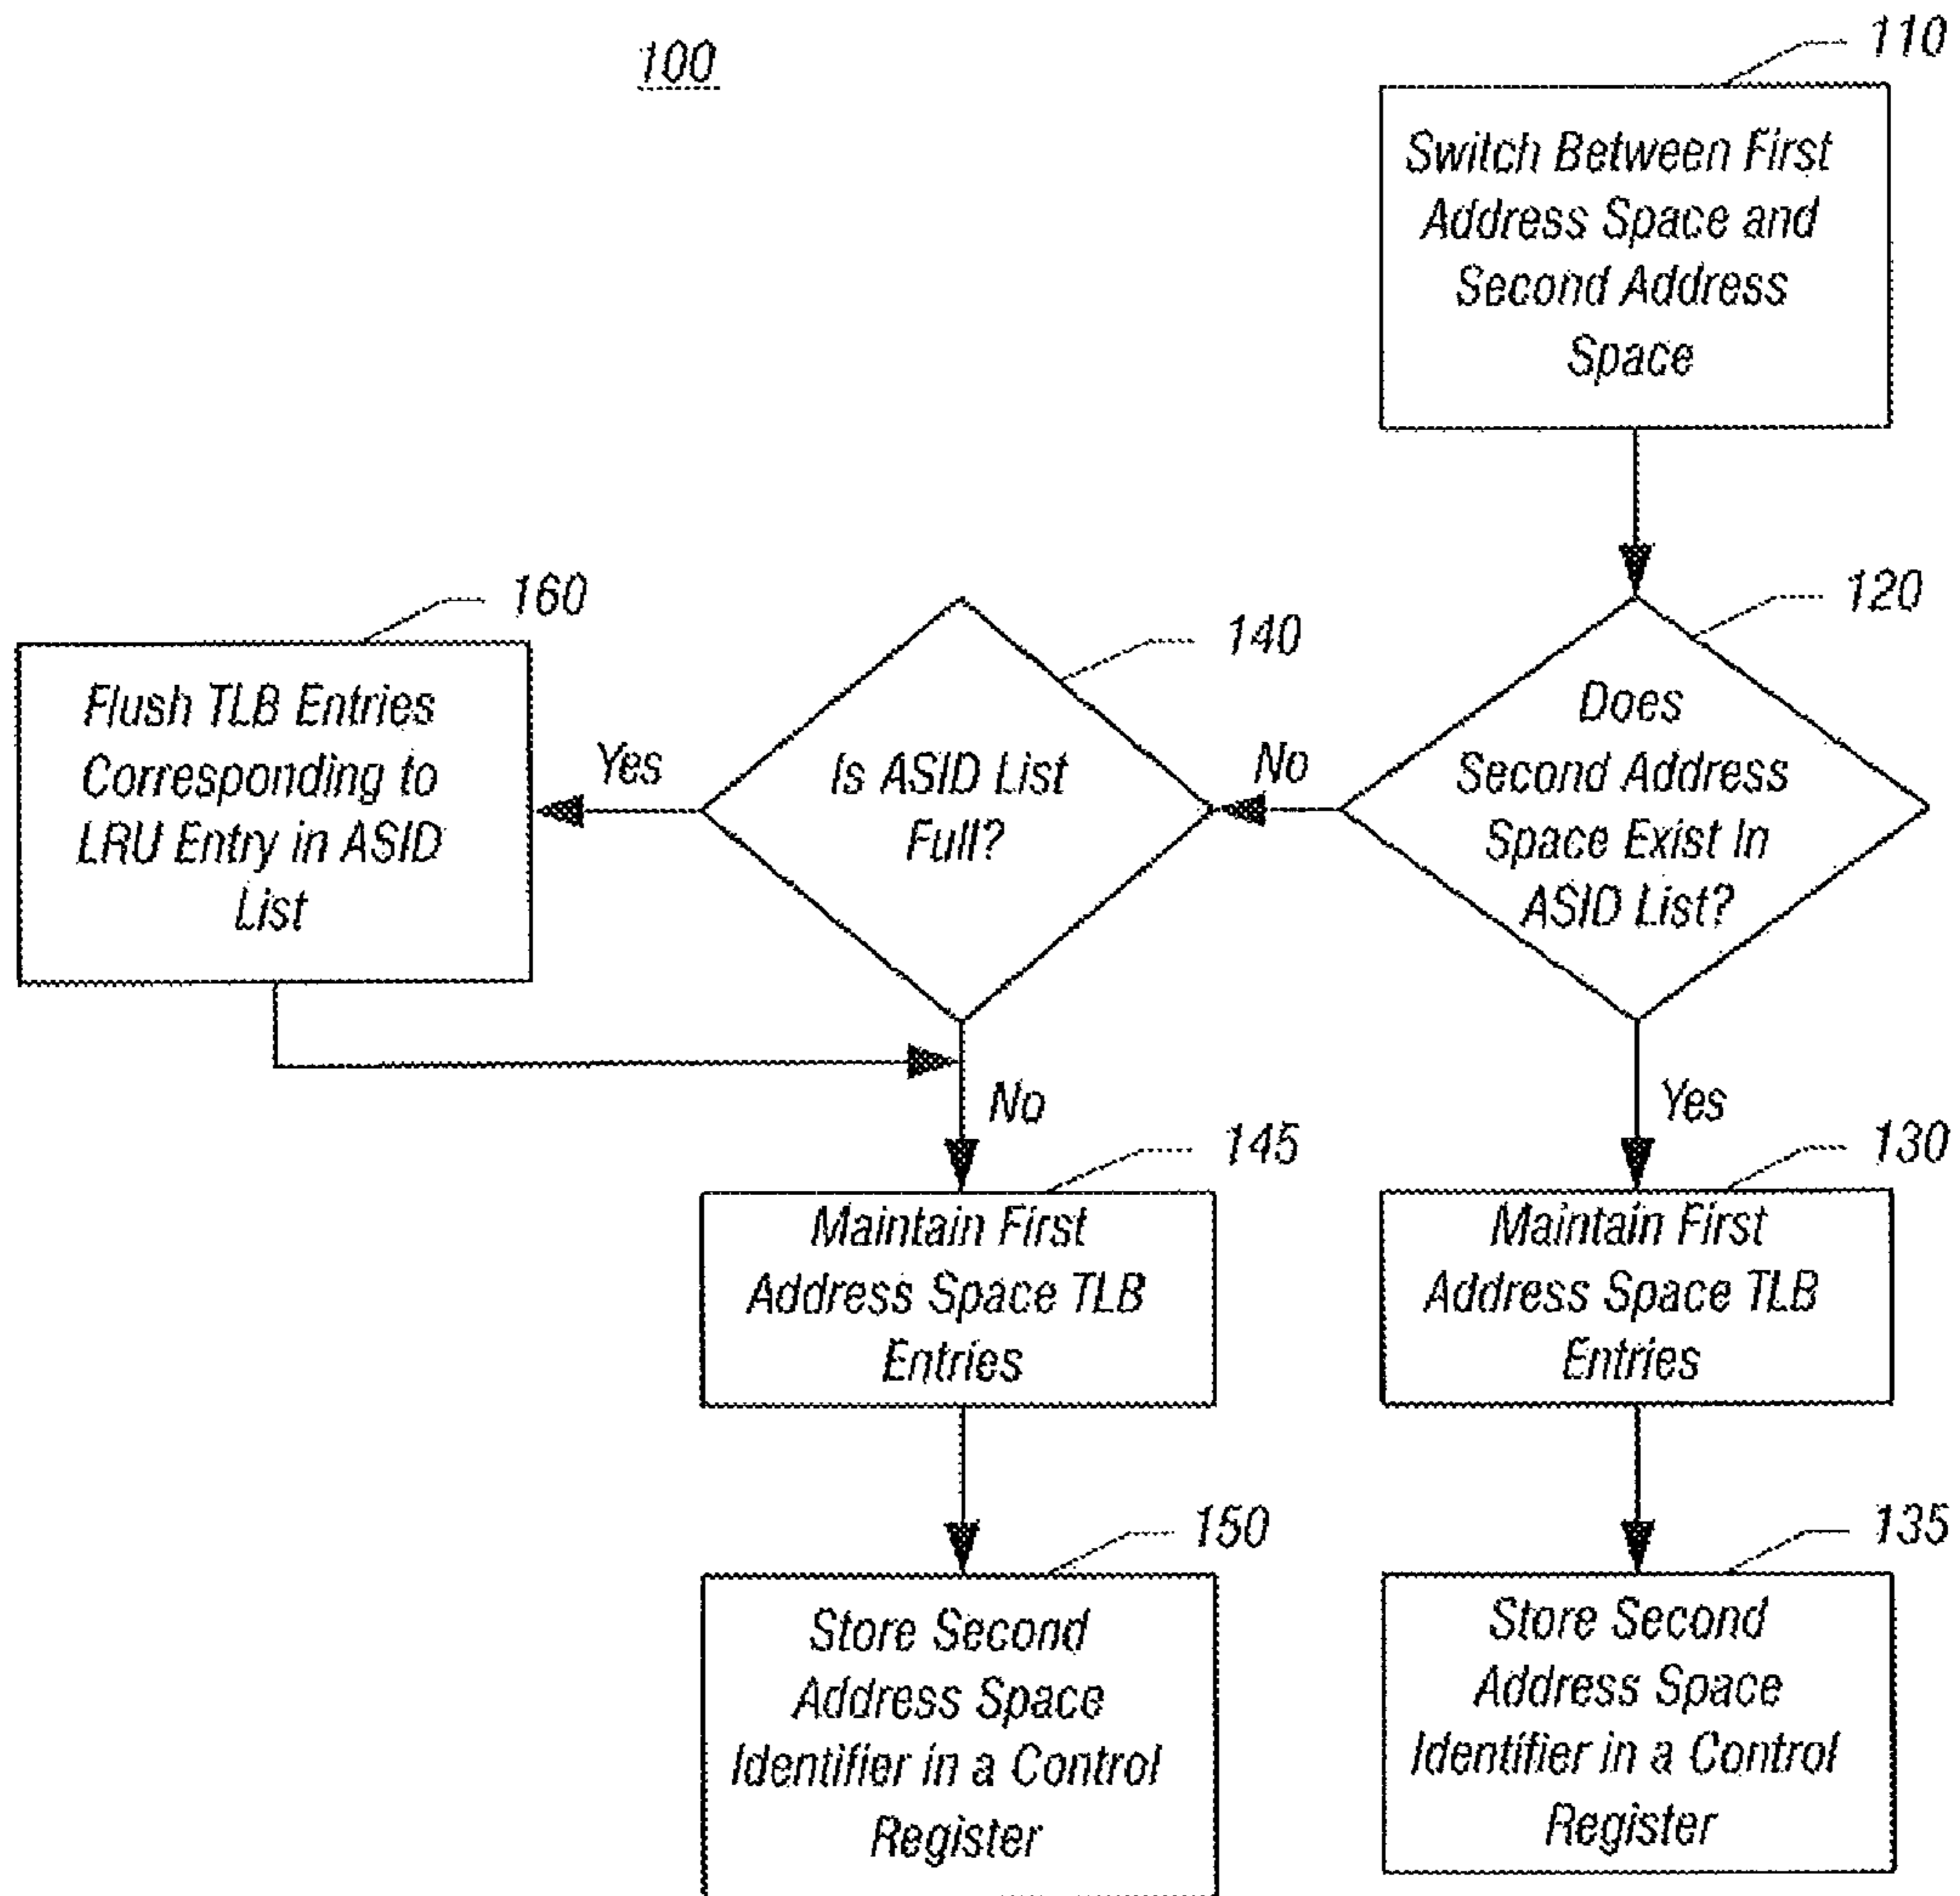 100
110
Switch Between First
Address Space and
Second Address
Space
120
Does
Second Address
Space Exist In
ASID List?
No
140
Is ASID List
Full?
Yes
160
Flush TLB Entries
Corresponding to
LRU Entry in ASID
List
No
Yes
145
Maintain First
Address Space TLB
Entries
130
Maintain First
Address Space TLB
Entries
150
Store Second
Address Space
Identifier in a Control
Register
135
Store Second
Address Space
Identifier in a Control
Register